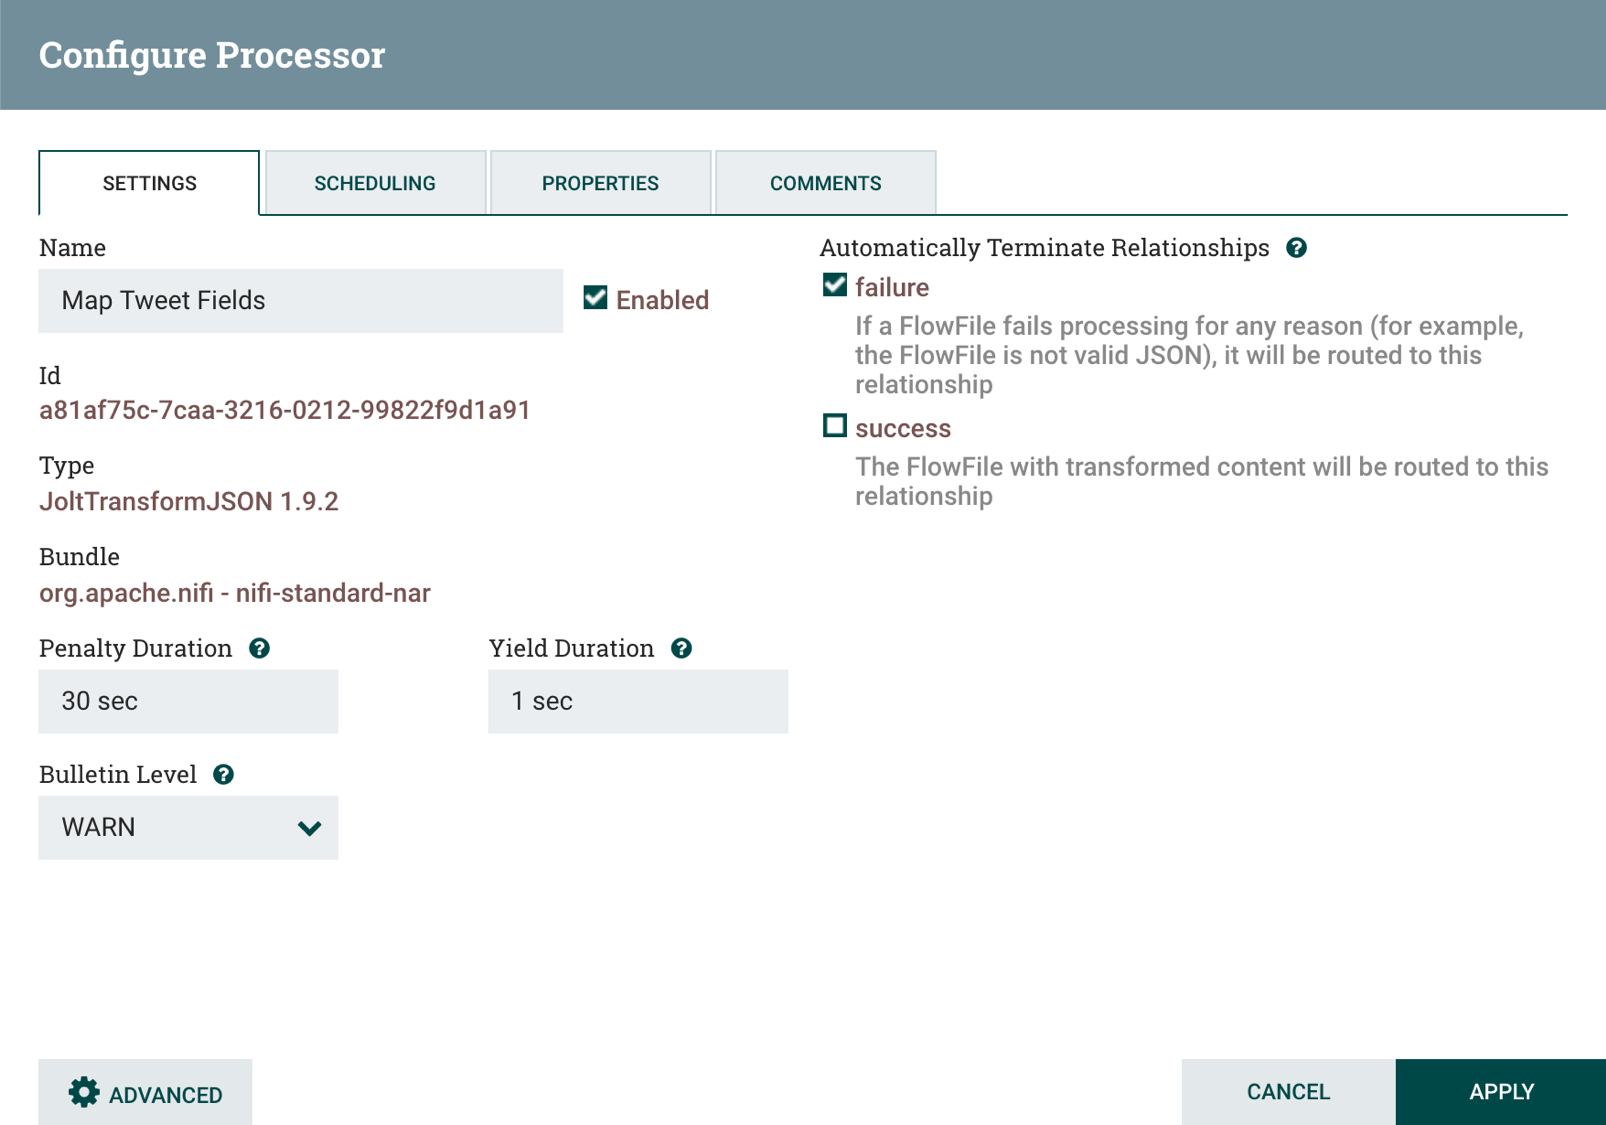 Configure Processor
SETTINGS
SCHEDULING
PROPERTIES
COMMENTS
Name
Map Tweet Fields
Enabled
Id
a81af75c-7caa-3216-0212-99822f9d1a91
Type
JoltTransformJSON 1.9.2
Bundle
org.apache.nifi - nifi-standard-nar
Penalty Duration ?
30 sec
Yield Duration ?
1 sec
Bulletin Level ?
WARN
Automatically Terminate Relationships ?
failure
If a FlowFile fails processing for any reason (for example,
the FlowFile is not valid JSON), it will be routed to this
relationship
success
The FlowFile with transformed content will be routed to this
relationship
ADVANCED
CANCEL
APPLY